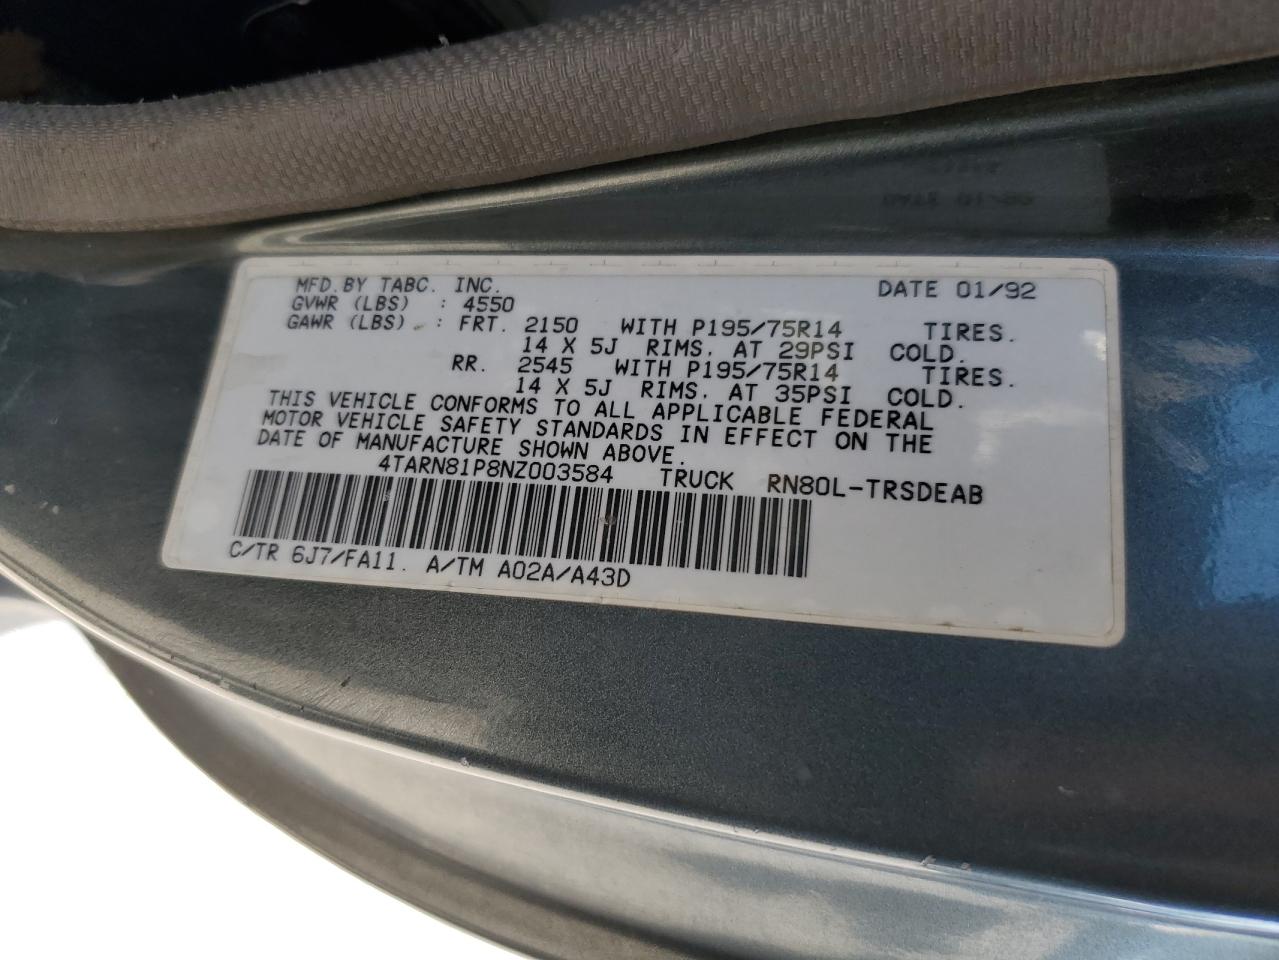 MFD.BY TABC. INC. DATE 01/92
GVWR (LBS) : 4550
GAWR (LBS) : FRT. 2150 WITH P195/75R14 TIRES.
14 X 5J RIMS. AT 29PSI COLD.
RR. 2545 WITH P195/75R14 TIRES.
14 X 5J RIMS. AT 35PSI COLD.
THIS VEHICLE CONFORMS TO ALL APPLICABLE FEDERAL
MOTOR VEHICLE SAFETY STANDARDS IN EFFECT ON THE
DATE OF MANUFACTURE SHOWN ABOVE.
4TARN81P8NZ003584 TRUCK RN80L-TRSDEAB
C/TR 6J7/FA11. A/TM A02A/A43D